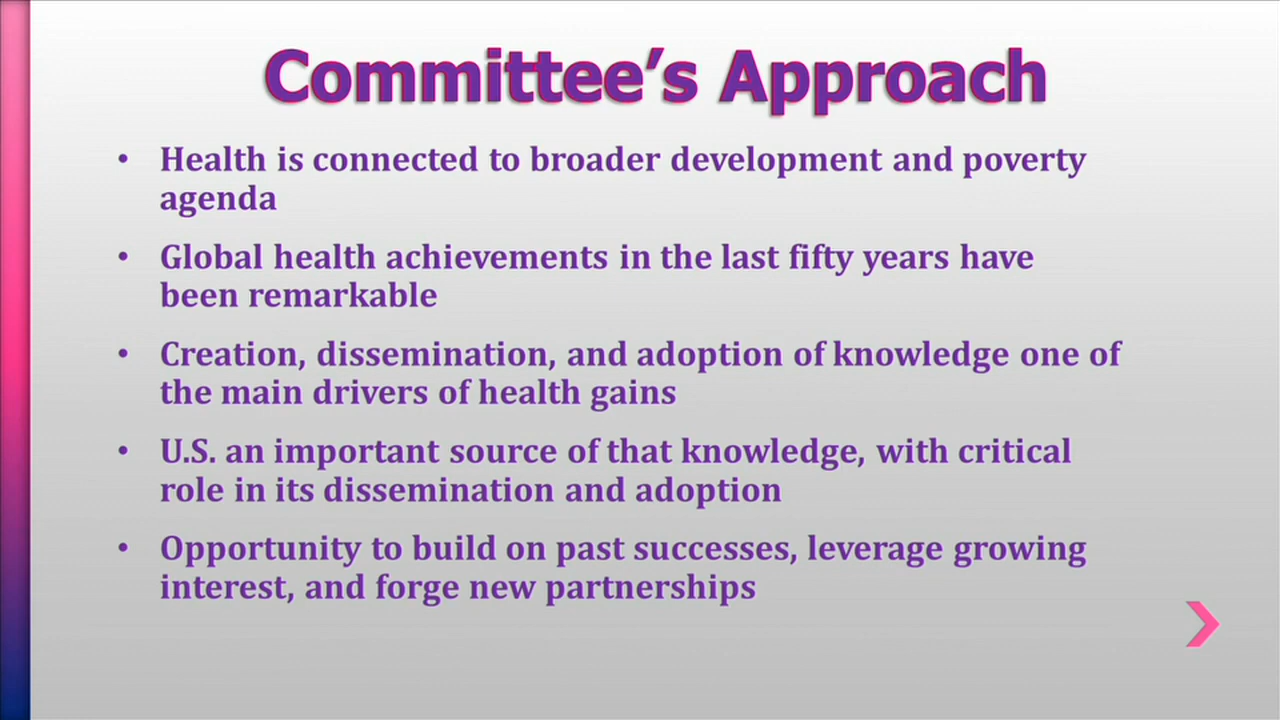 Committee’s Approach
• Health is connected to broader development and poverty
agenda
• Global health achievements in the last fifty years have
been remarkable
• Creation, dissemination, and adoption of knowledge one of
the main drivers of health gains
• U.S. an important source of that knowledge, with critical
role in its dissemination and adoption
• Opportunity to build on past successes, leverage growing
interest, and forge new partnerships